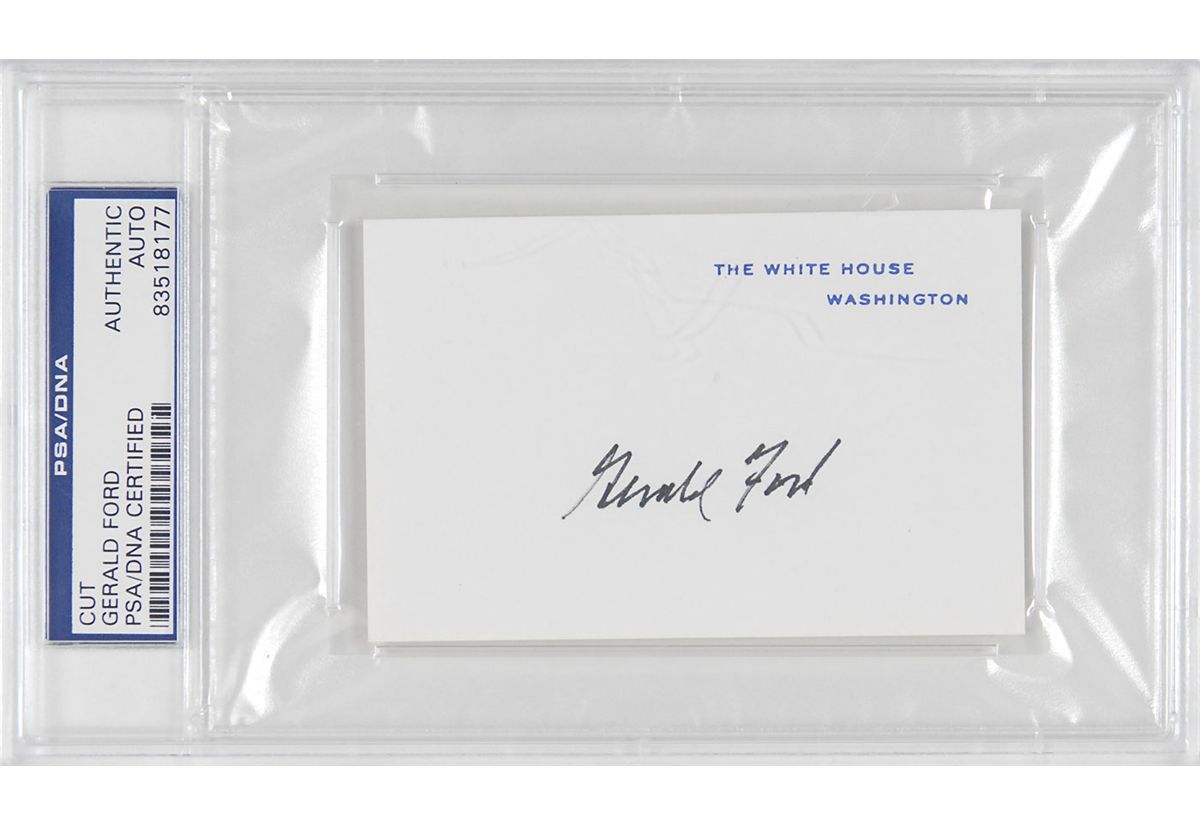 PSA/DNA
CUT
GERALD FORD
PSA/DNA CERTIFIED
AUTHENTIC
AUTO
83518177
THE WHITE HOUSE
WASHINGTON
Gerald Ford